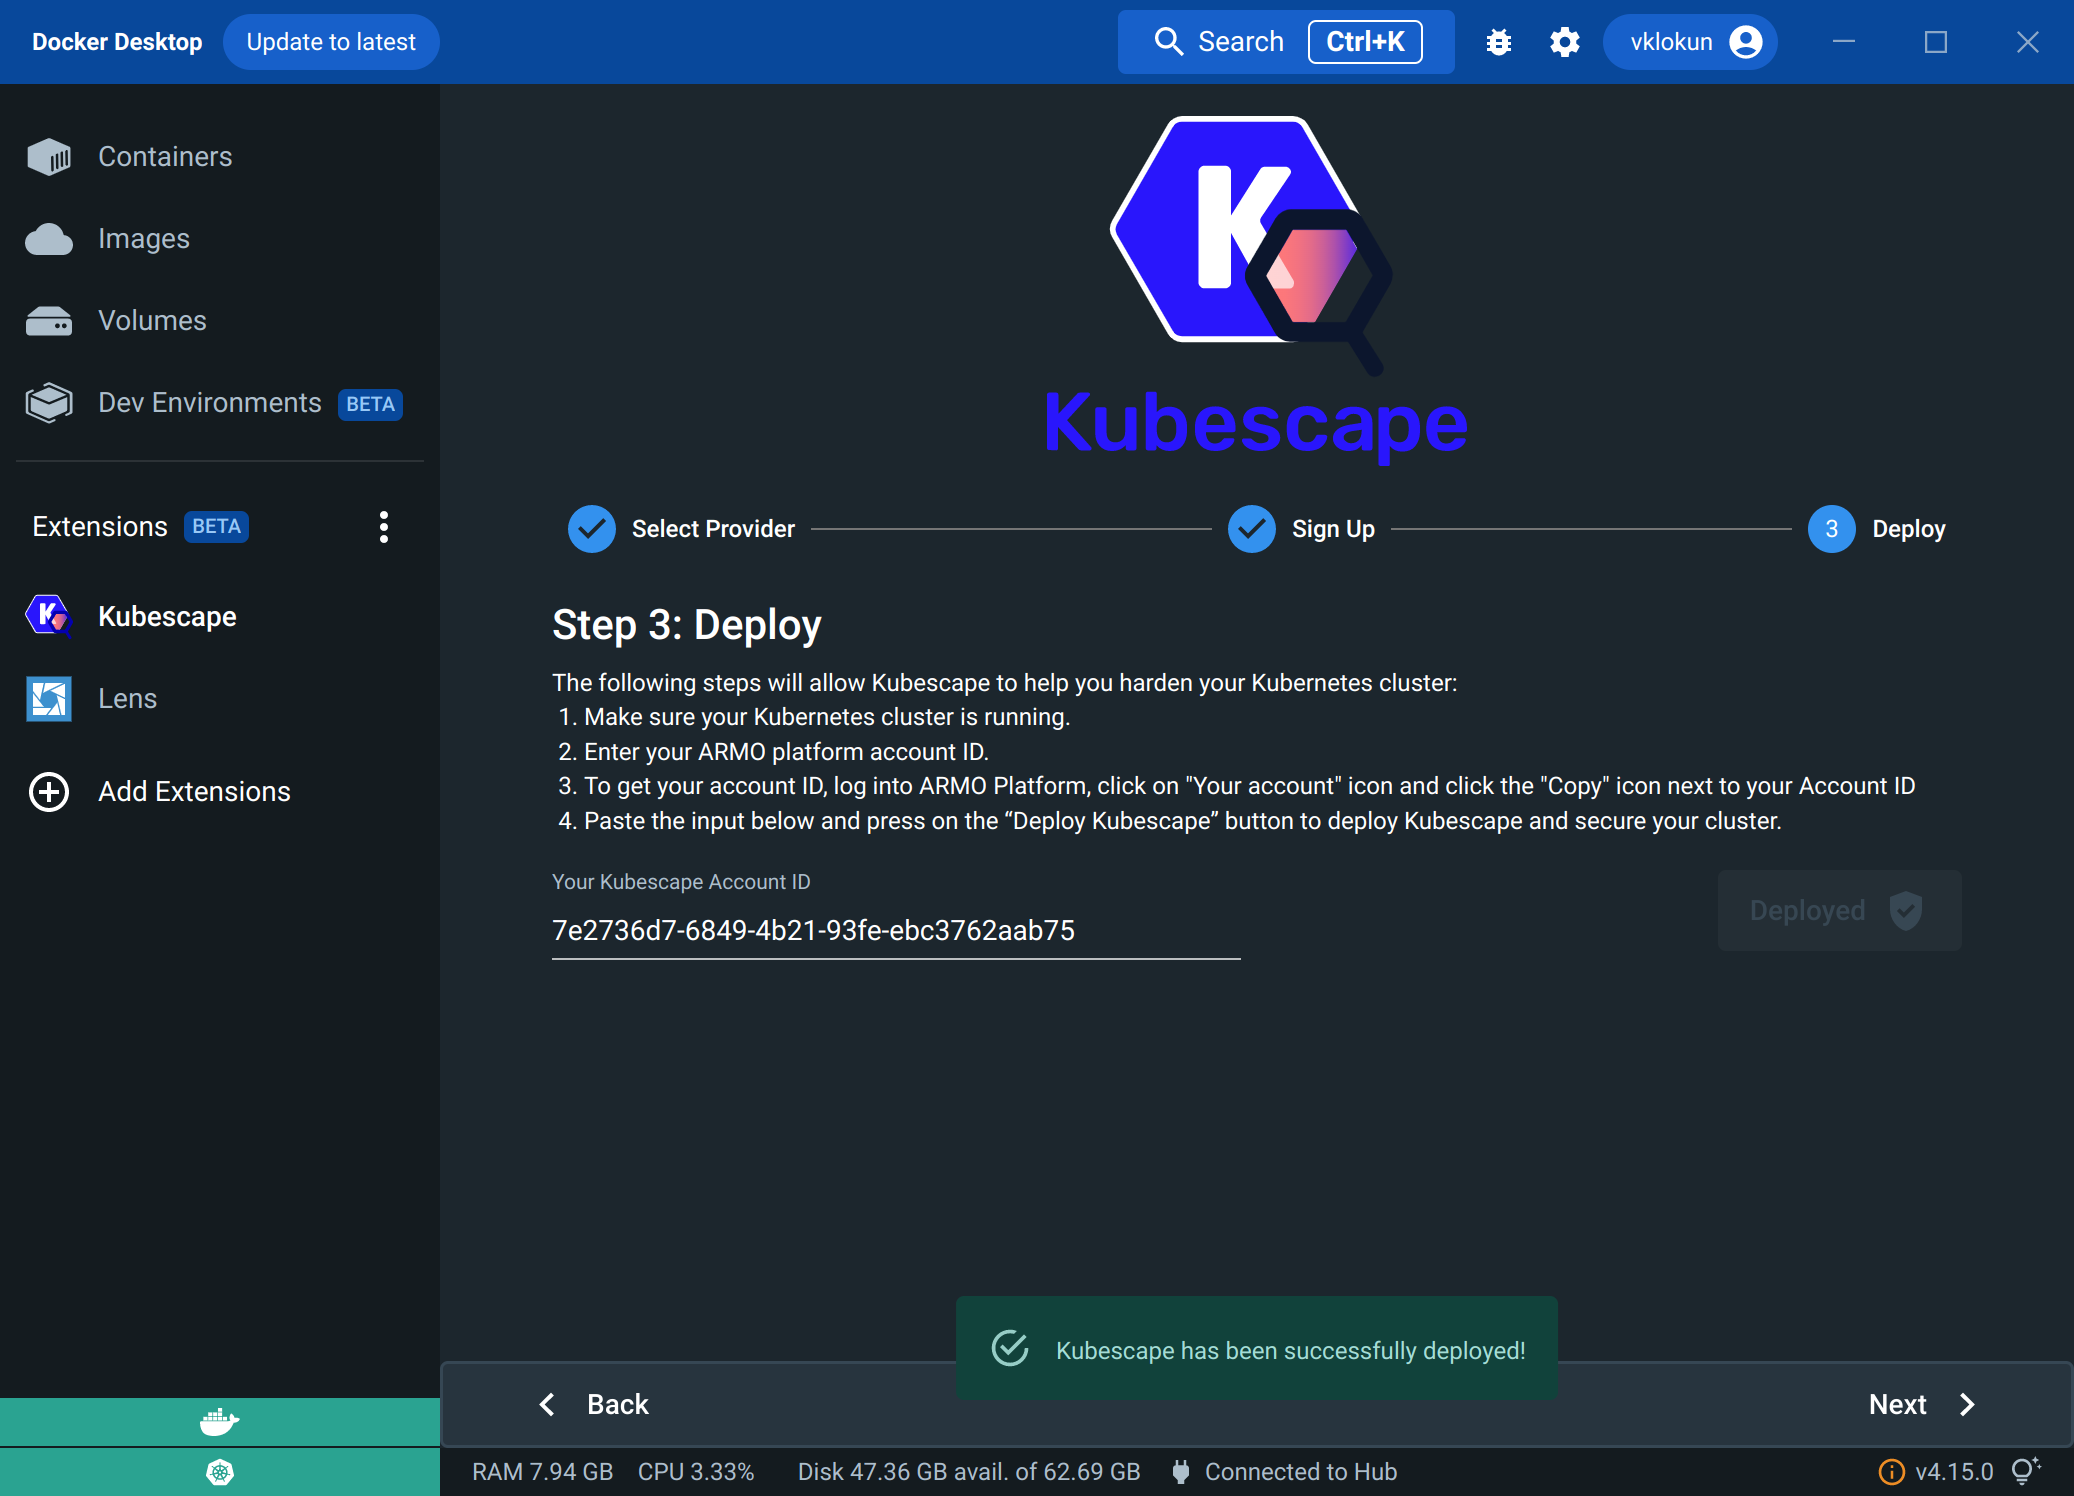 Docker Desktop
Update to latest
Search
Ctrl+K
vklokun
Containers
Images
Volumes
Dev Environments
BETA
Extensions
BETA
Kubescape
Lens
Add Extensions
K
Kubescape
Select Provider
Sign Up
3
Deploy
Step 3: Deploy
The following steps will allow Kubescape to help you harden your Kubernetes cluster:
1. Make sure your Kubernetes cluster is running.
2. Enter your ARMO platform account ID.
3. To get your account ID, log into ARMO Platform, click on "Your account" icon and click the "Copy" icon next to your Account ID
4. Paste the input below and press on the “Deploy Kubescape” button to deploy Kubescape and secure your cluster.
Your Kubescape Account ID
7e2736d7-6849-4b21-93fe-ebc3762aab75
Deployed
Kubescape has been successfully deployed!
Back
Next
RAM 7.94 GB
CPU 3.33%
Disk 47.36 GB avail. of 62.69 GB
Connected to Hub
v4.15.0